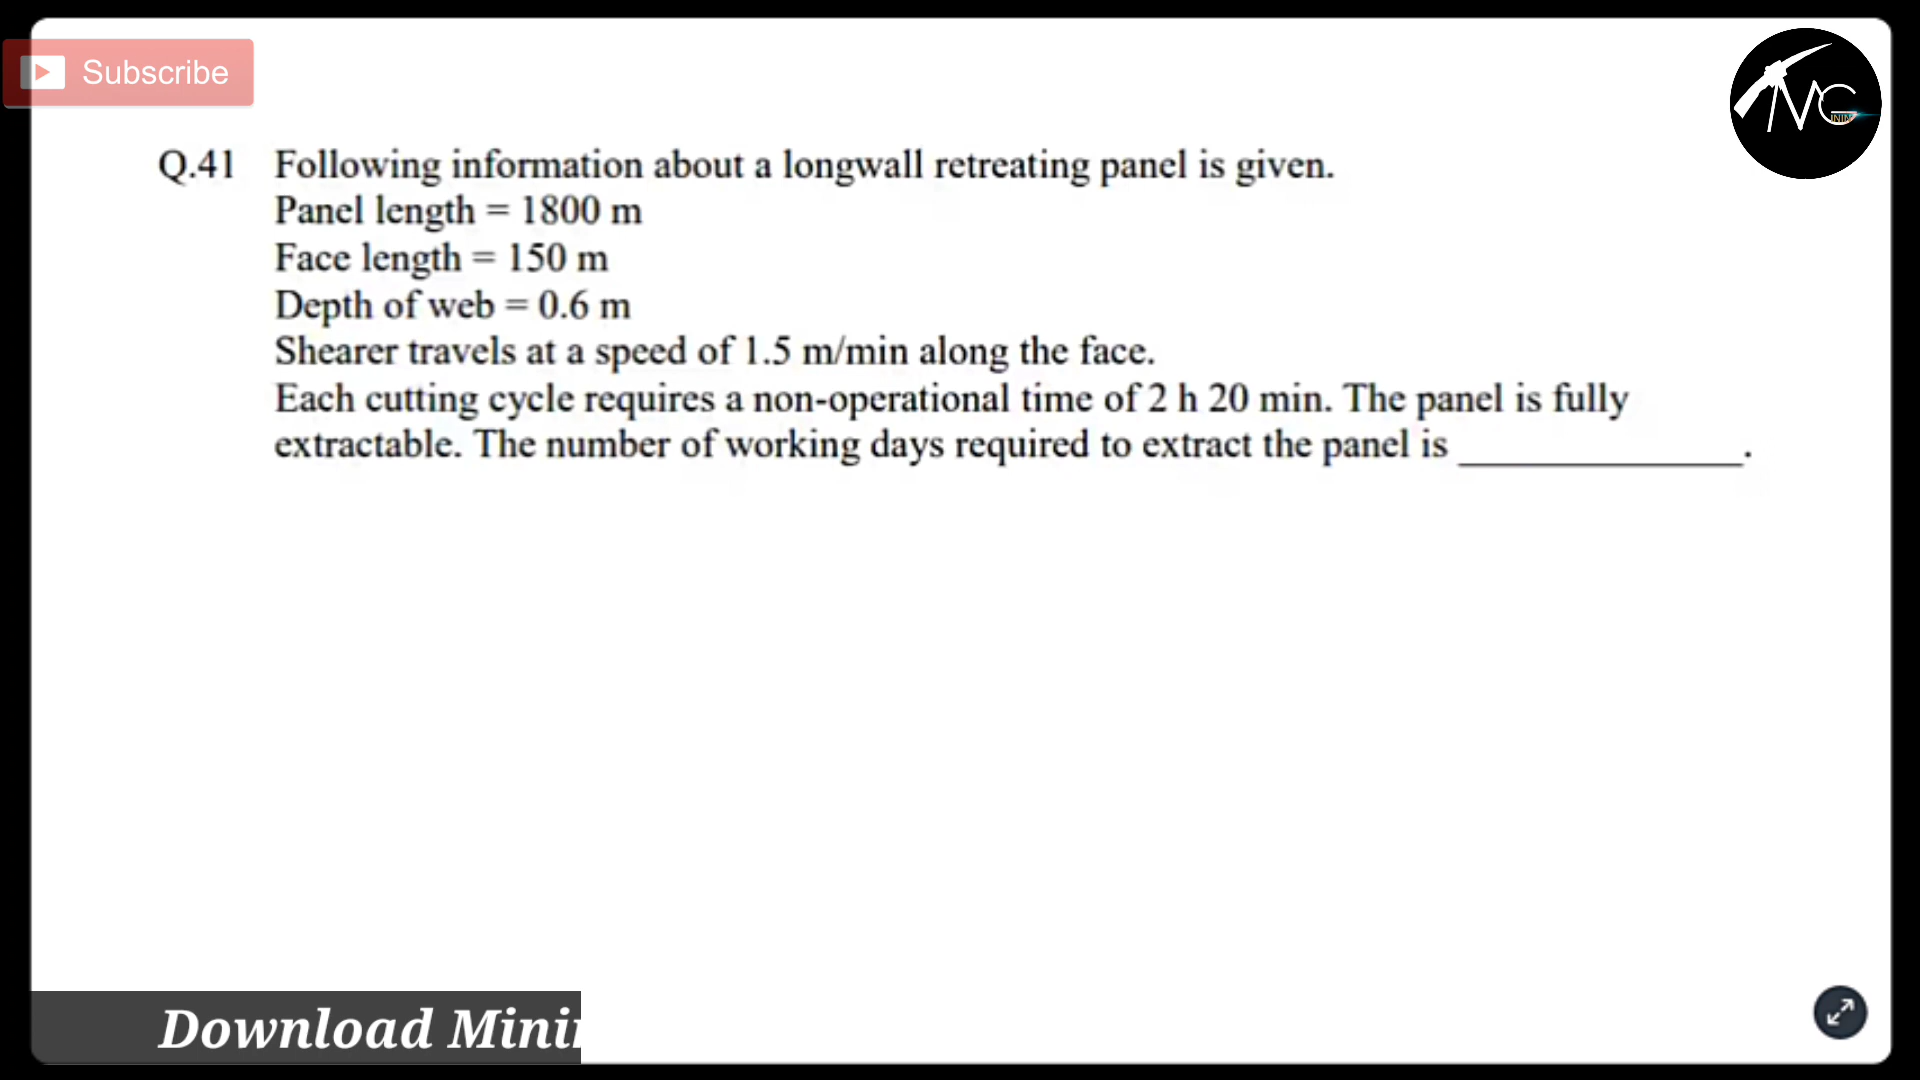 Subscribe
Q.41 Following information about a longwall retreating panel is given.
Panel length = 1800 m
Face length = 150 m
Depth of web = 0.6 m
Shearer travels at a speed of 1.5 m/min along the face.
Each cutting cycle requires a non-operational time of 2 h 20 min. The panel is fully
extractable. The number of working days required to extract the panel is ______________.
Download